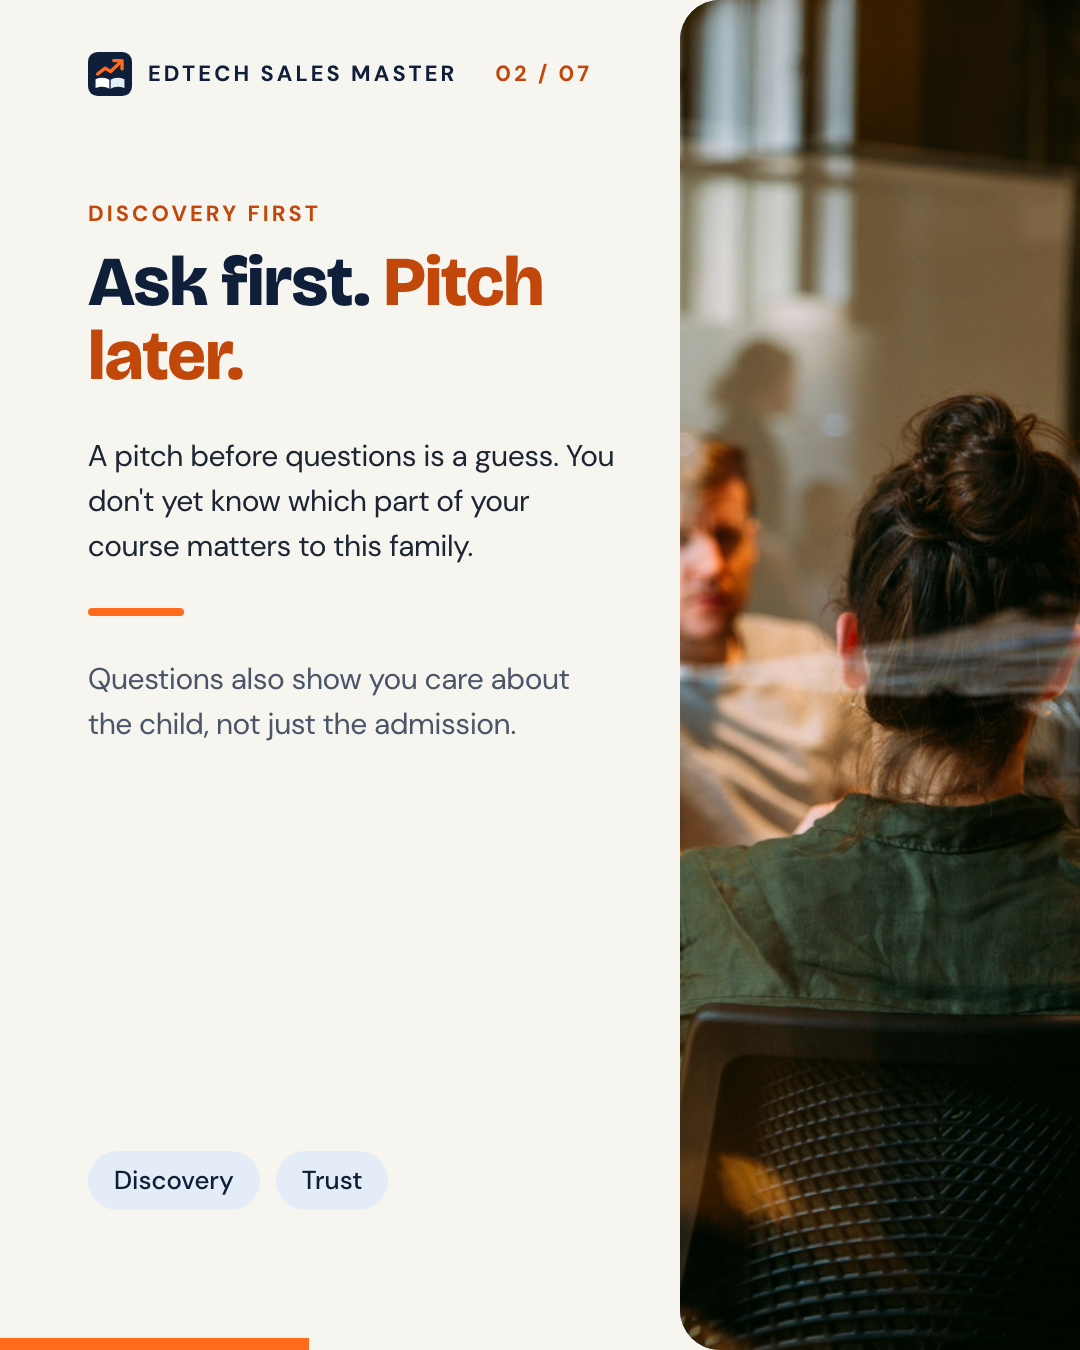 EDTECH SALES MASTER 02 / 07
DISCOVERY FIRST
Ask first. Pitch
later.
A pitch before questions is a guess. You
don't yet know which part of your
course matters to this family.
Questions also show you care about
the child, not just the admission.
Discovery Trust